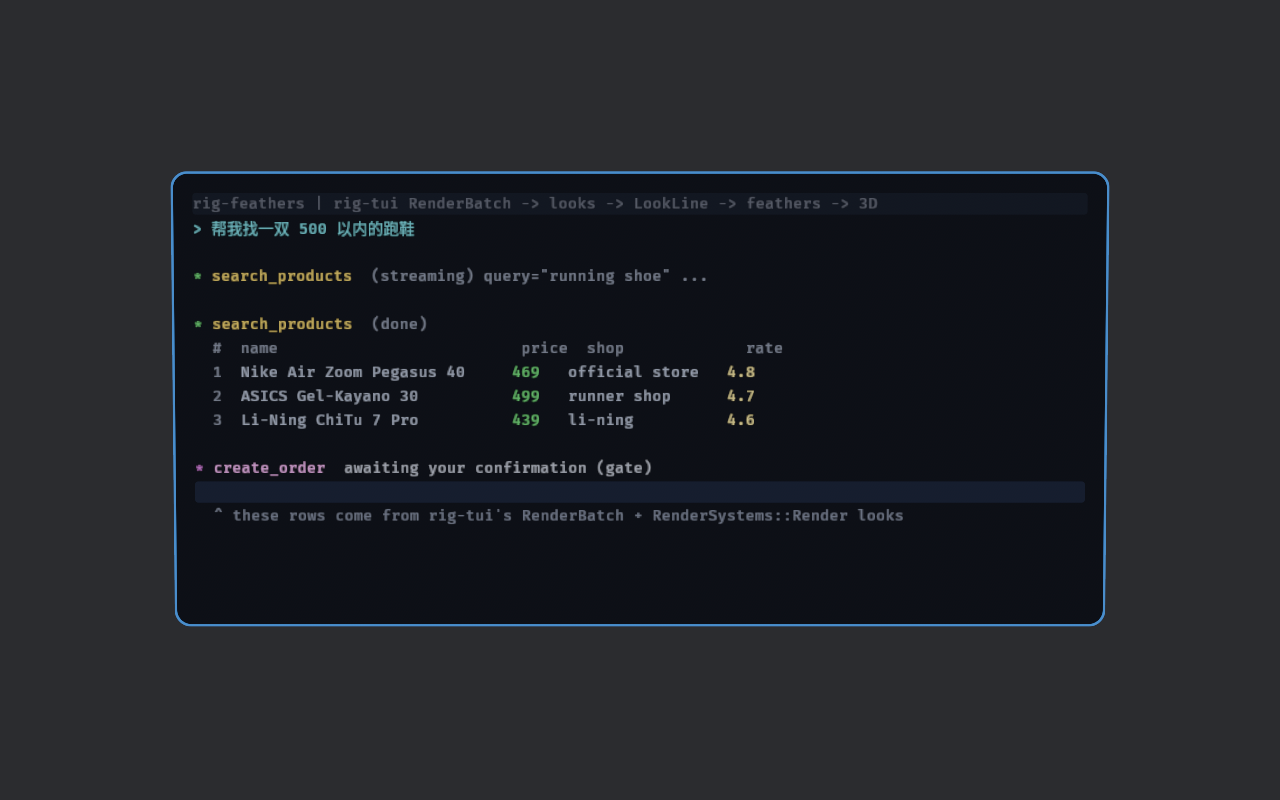 rig-feathers | rig-tui RenderBatch -> looks -> LookLine -> feathers -> 3D
> 帮我找一双 500 以内的跑鞋
* search_products (streaming) query="running shoe" ...
* search_products (done)
# name price shop rate
1 Nike Air Zoom Pegasus 40 469 official store 4.8
2 ASICS Gel-Kayano 30 499 runner shop 4.7
3 Li-Ning ChiTu 7 Pro 439 li-ning 4.6
* create_order awaiting your confirmation (gate)
^ these rows come from rig-tui's RenderBatch + RenderSystems::Render looks